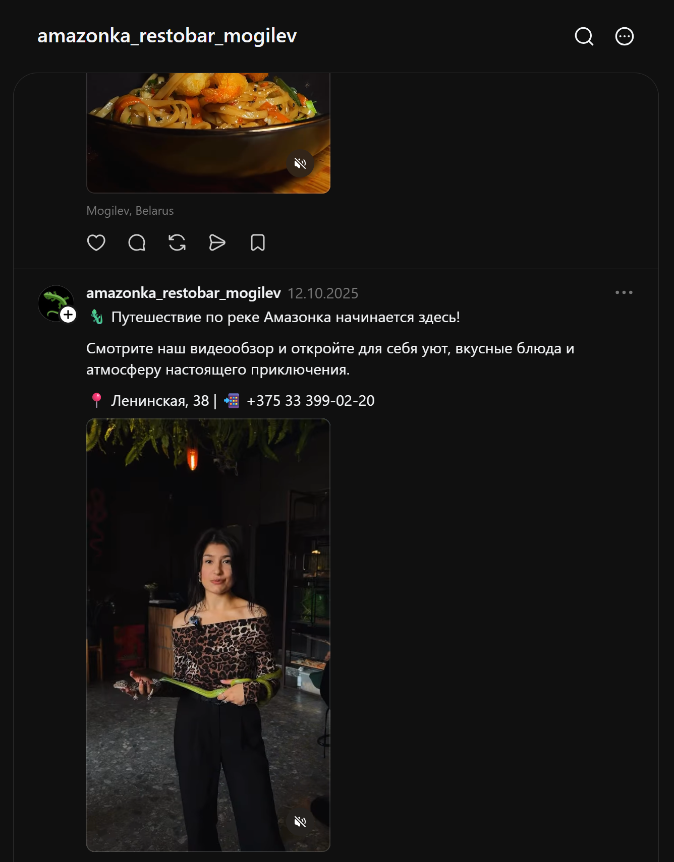 amazonka_restobar_mogilev
Mogilev, Belarus
amazonka_restobar_mogilev 12.10.2025
🦎 Путешествие по реке Амазонка начинается здесь!
Смотрите наш видеообзор и откройте для себя уют, вкусные блюда и
атмосферу настоящего приключения.
📍 Ленинская, 38 | 📲 +375 33 399-02-20